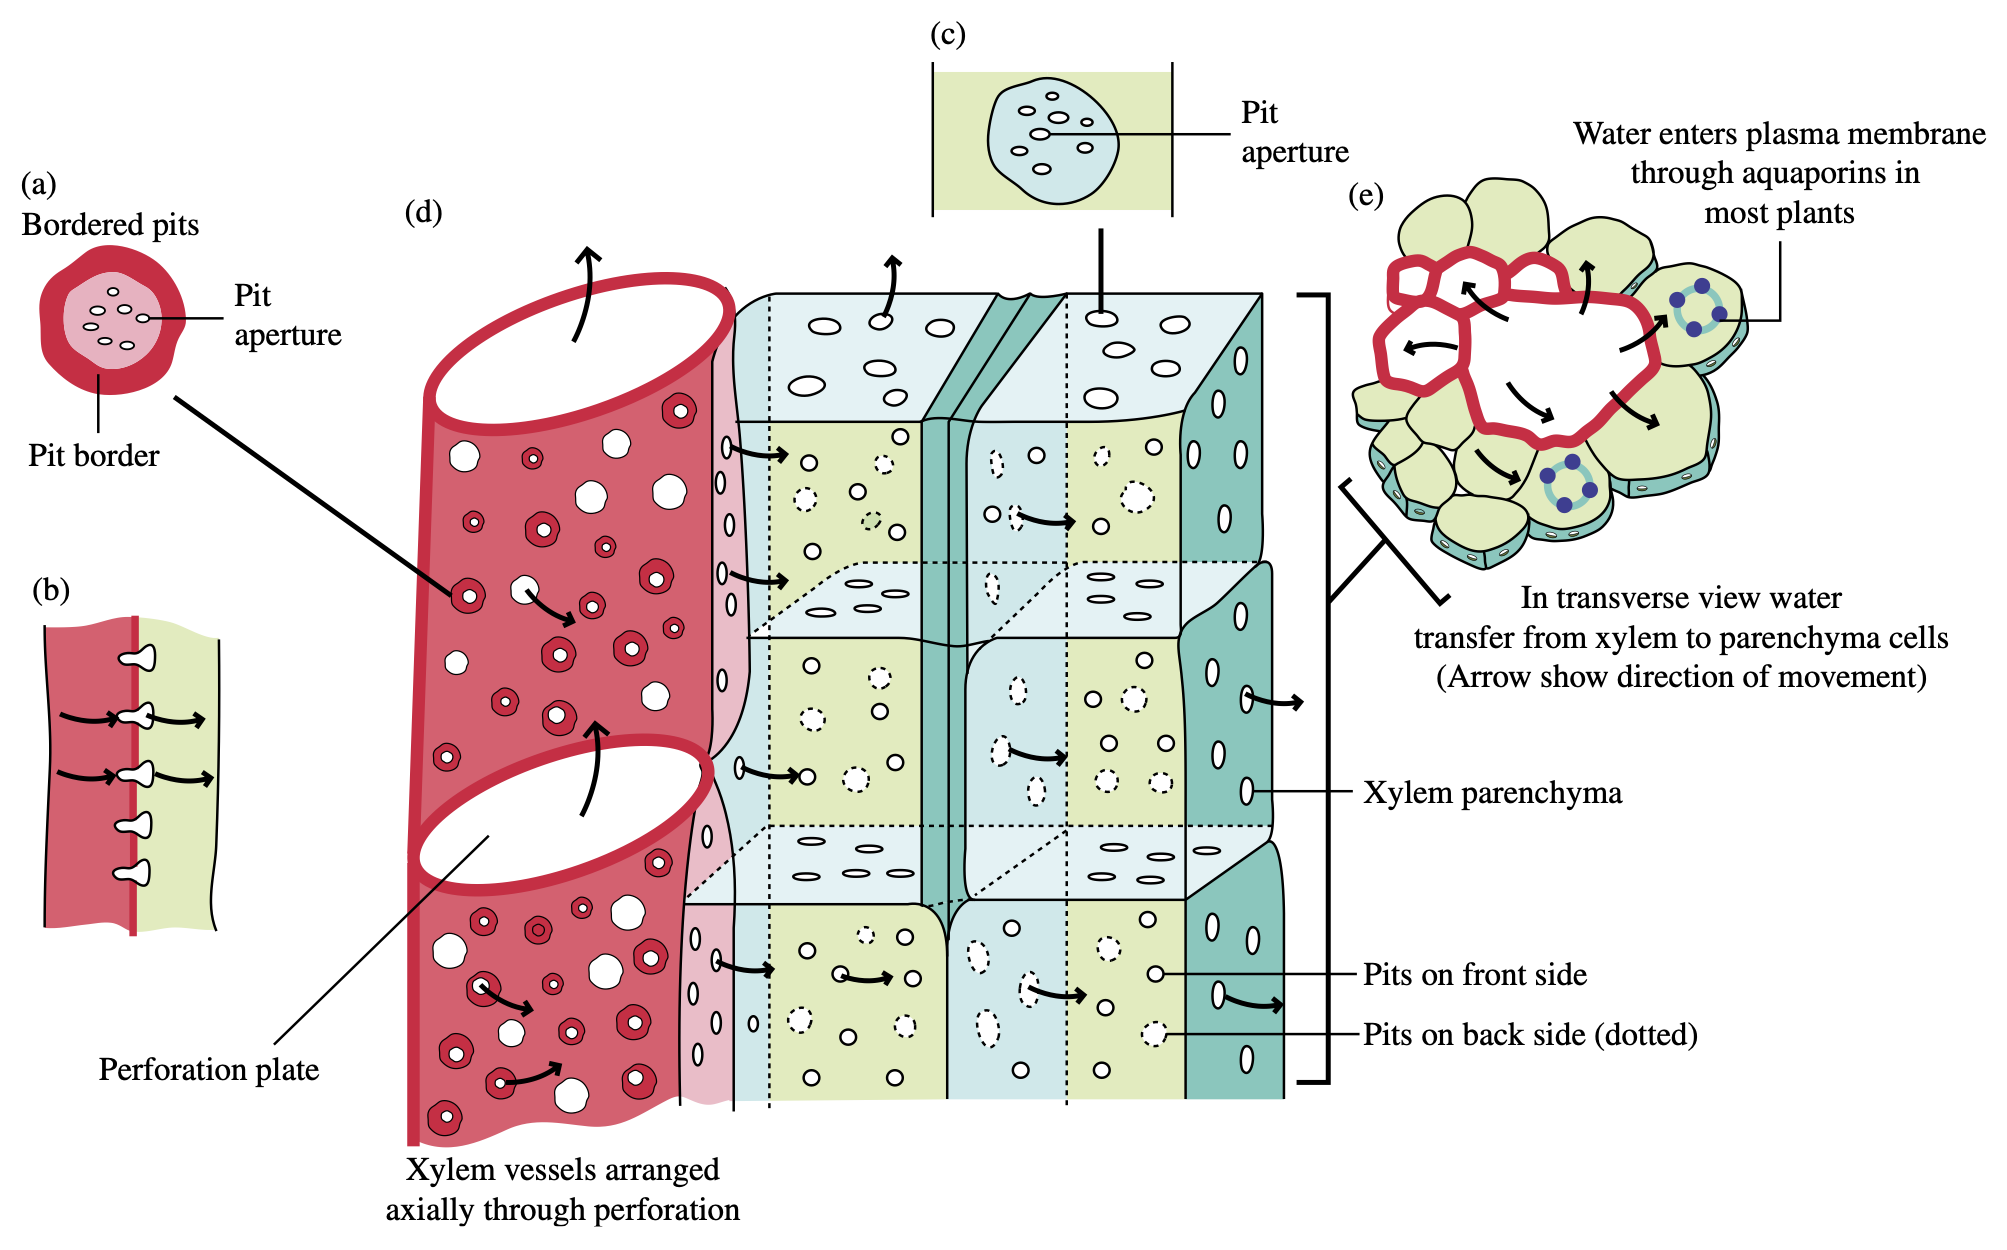 (a)
Bordered pits
Pit
aperture
Pit border
(b)
(c)
Pit
aperture
(d)
(e)
Water enters plasma membrane
through aquaporins in
most plants
In transverse view water
transfer from xylem to parenchyma cells
(Arrow show direction of movement)
Xylem parenchyma
Pits on front side
Pits on back side (dotted)
Perforation plate
Xylem vessels arranged
axially through perforation